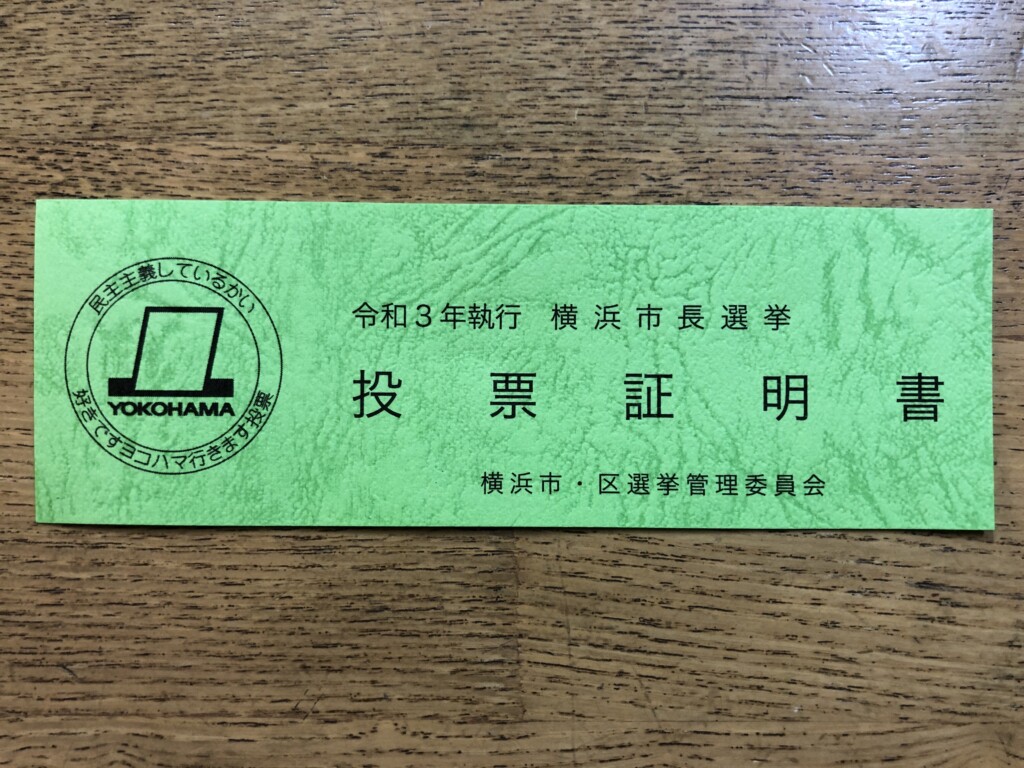 民主主義しているかい
YOKOHAMA
好きですヨコハマ行きます投票
令和3年執行 横浜市長選挙
投票証明書
横浜市・区選挙管理委員会